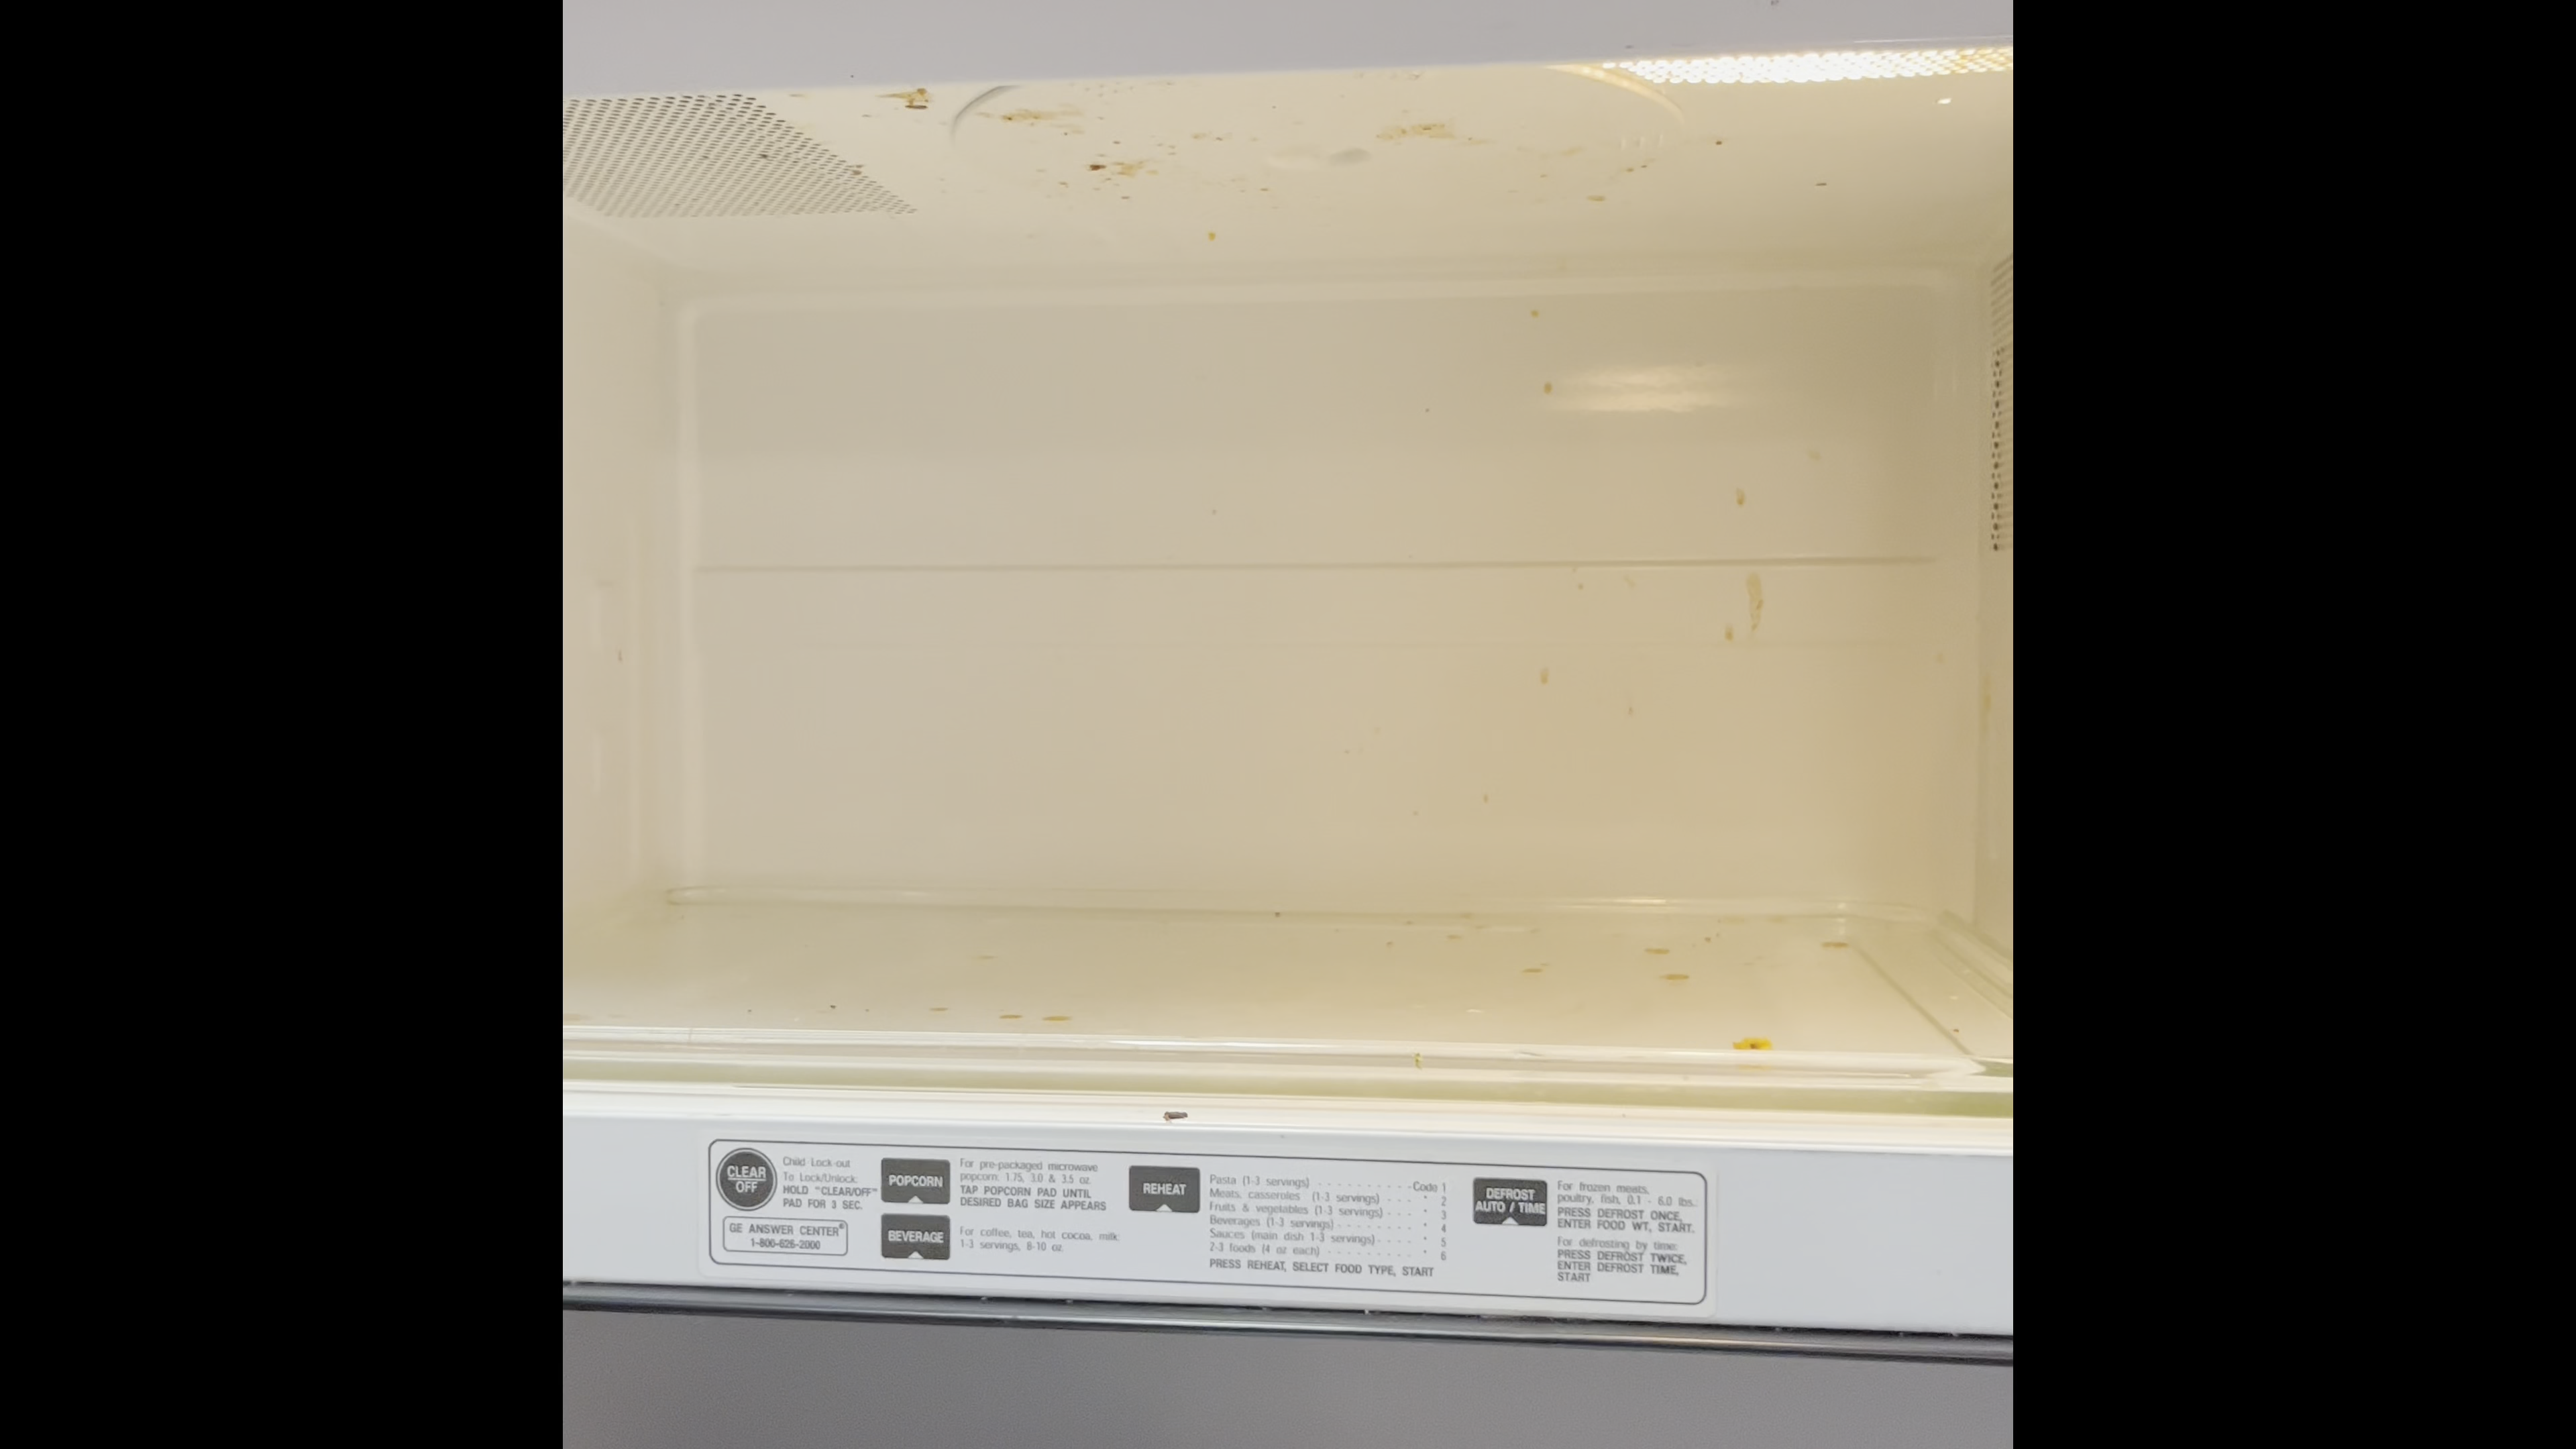 CLEAR
OFF
Child Lock-out
To Lock/Unlock:
HOLD "CLEAR/OFF"
PAD FOR 3 SEC.
GE ANSWER CENTER®
1-800-626-2000
POPCORN
For pre-packaged microwave
popcorn: 1.75, 3.0 & 3.5 oz.
TAP POPCORN PAD UNTIL
DESIRED BAG SIZE APPEARS
BEVERAGE
For coffee, tea, hot cocoa, milk
1-3 servings, 8-10 oz.
REHEAT
Pasta (1-3 servings) - - - - - - - - - - Code 1
Meats, casseroles (1-3 servings) - - - " 2
Fruits & vegetables (1-3 servings) - - - " 3
Beverages (1-3 servings) - - - - - - - - " 4
Sauces (main dish 1-3 servings) - - - - " 5
2-3 foods (4 oz each) - - - - - - - - - " 6
PRESS REHEAT, SELECT FOOD TYPE, START
DEFROST
AUTO / TIME
For frozen meats,
poultry, fish, 0.1 - 6.0 lbs.:
PRESS DEFROST ONCE,
ENTER FOOD WT, START.
For defrosting by time:
PRESS DEFROST TWICE,
ENTER DEFROST TIME,
START